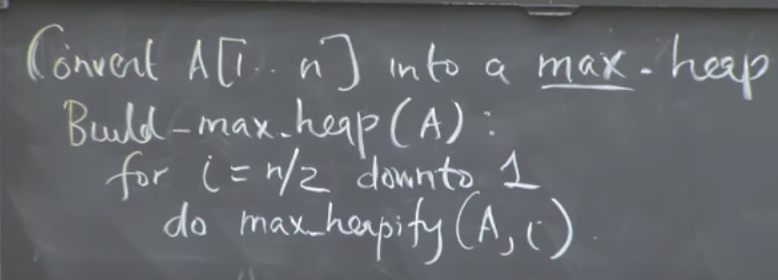 Convert A[1..n] into a max-heap
Build-max-heap(A):
for i = n/2 downto 1
do max_heapify(A, i).